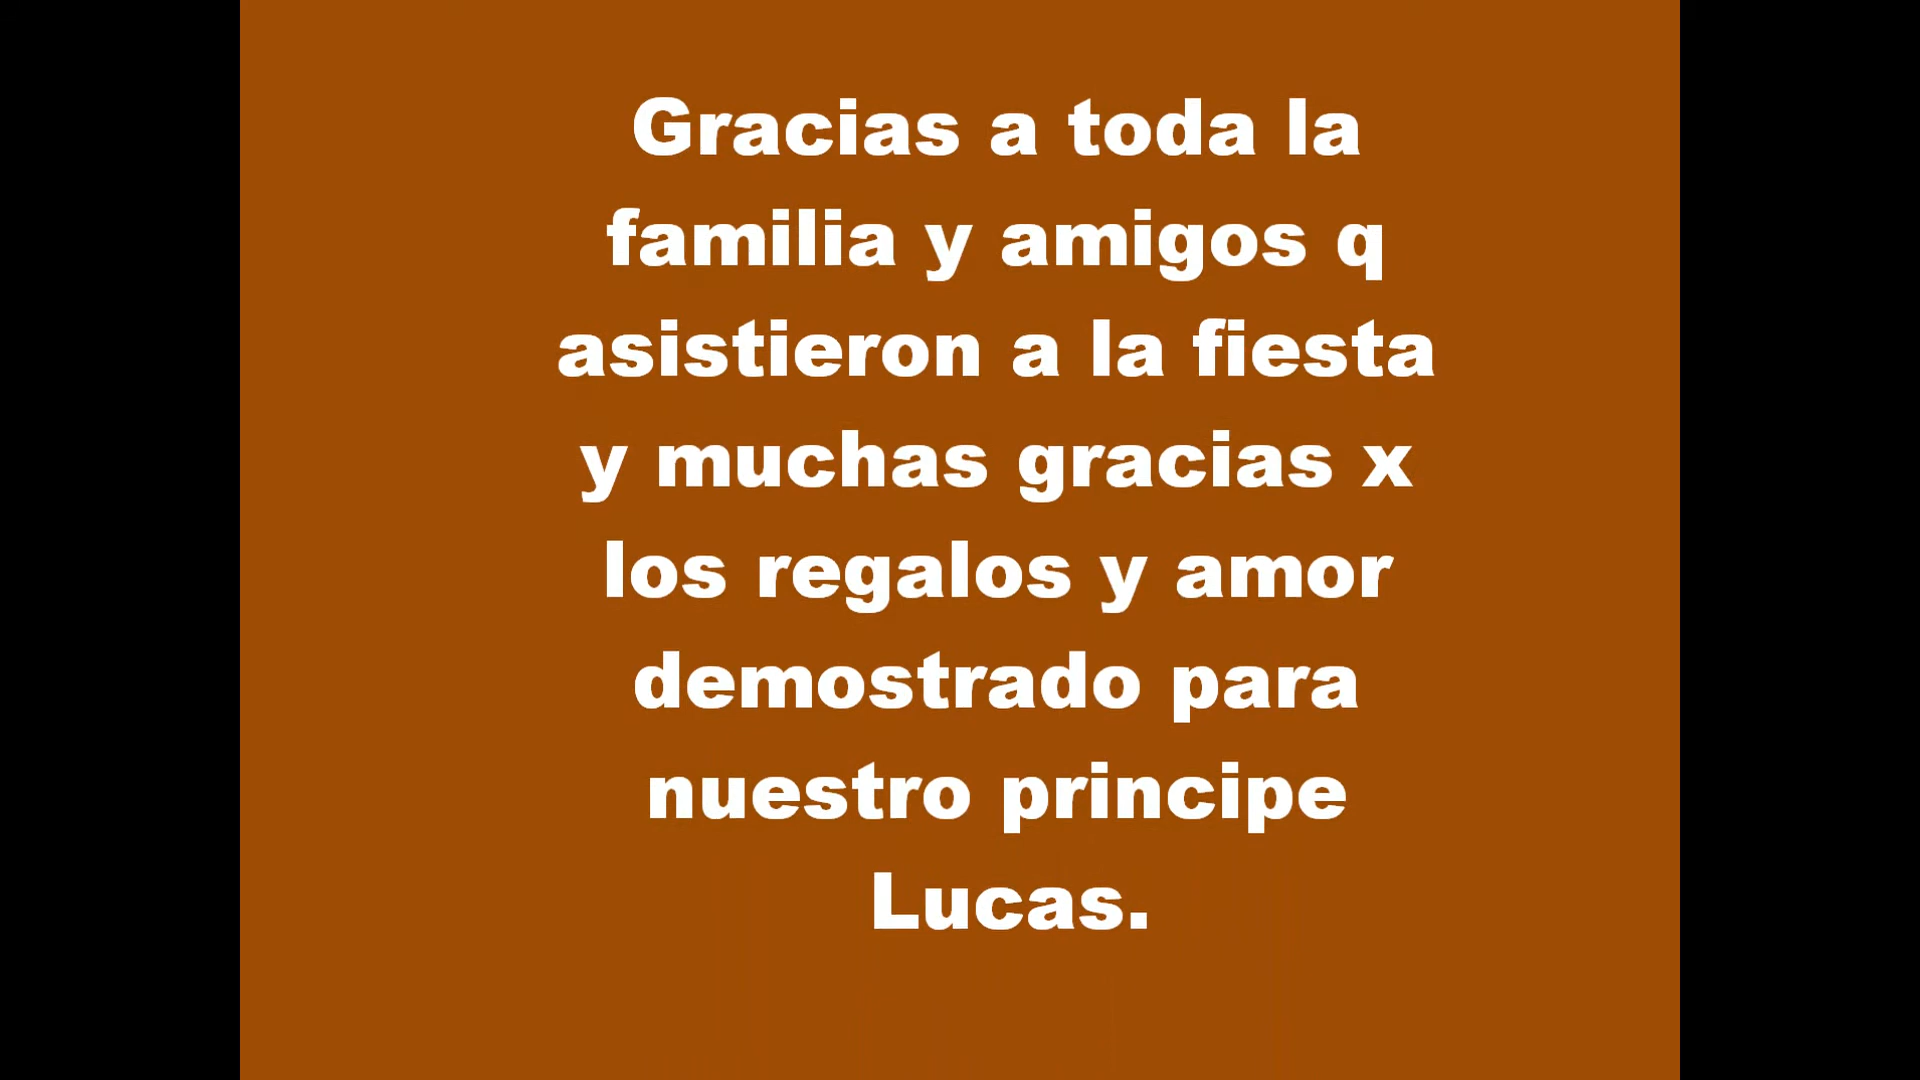 Gracias a toda la
familia y amigos q
asistieron a la fiesta
y muchas gracias x
los regalos y amor
demostrado para
nuestro principe
Lucas.